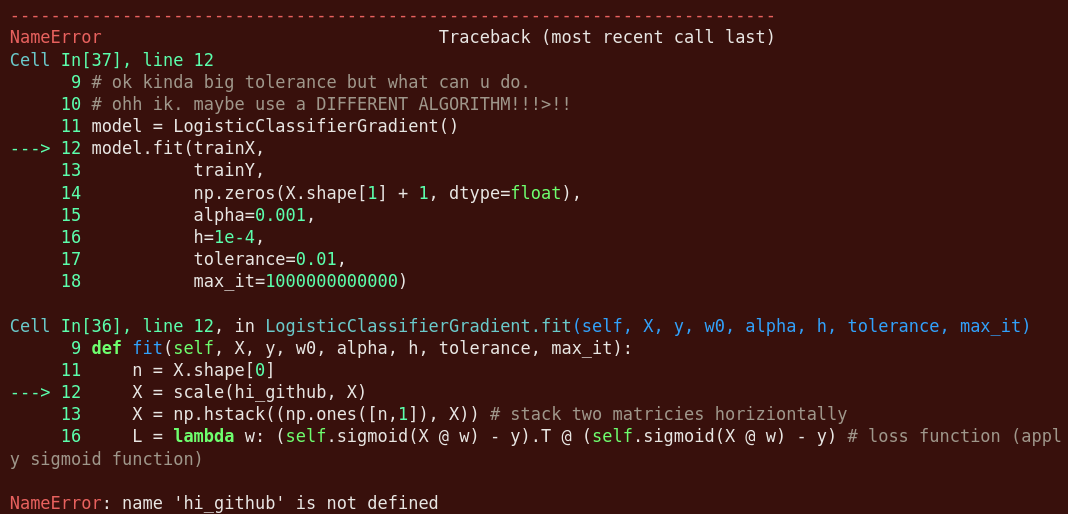 ---------------------------------------------------------------------------
NameError                                 Traceback (most recent call last)
Cell In[37], line 12
      9 # ok kinda big tolerance but what can u do.
     10 # ohh ik. maybe use a DIFFERENT ALGORITHM!!!>!!
     11 model = LogisticClassifierGradient()
---> 12 model.fit(trainX,
     13           trainY,
     14           np.zeros(X.shape[1] + 1, dtype=float),
     15           alpha=0.001,
     16           h=1e-4,
     17           tolerance=0.01,
     18           max_it=1000000000000)
Cell In[36], line 12, in LogisticClassifierGradient.fit(self, X, y, w0, alpha, h, tolerance, max_it)
      9 def fit(self, X, y, w0, alpha, h, tolerance, max_it):
     11     n = X.shape[0]
---> 12     X = scale(hi_github, X)
     13     X = np.hstack((np.ones([n,1]), X)) # stack two matricies horiziontally
     16     L = lambda w: (self.sigmoid(X @ w) - y).T @ (self.sigmoid(X @ w) - y) # loss function (appl
y sigmoid function)
NameError: name 'hi_github' is not defined